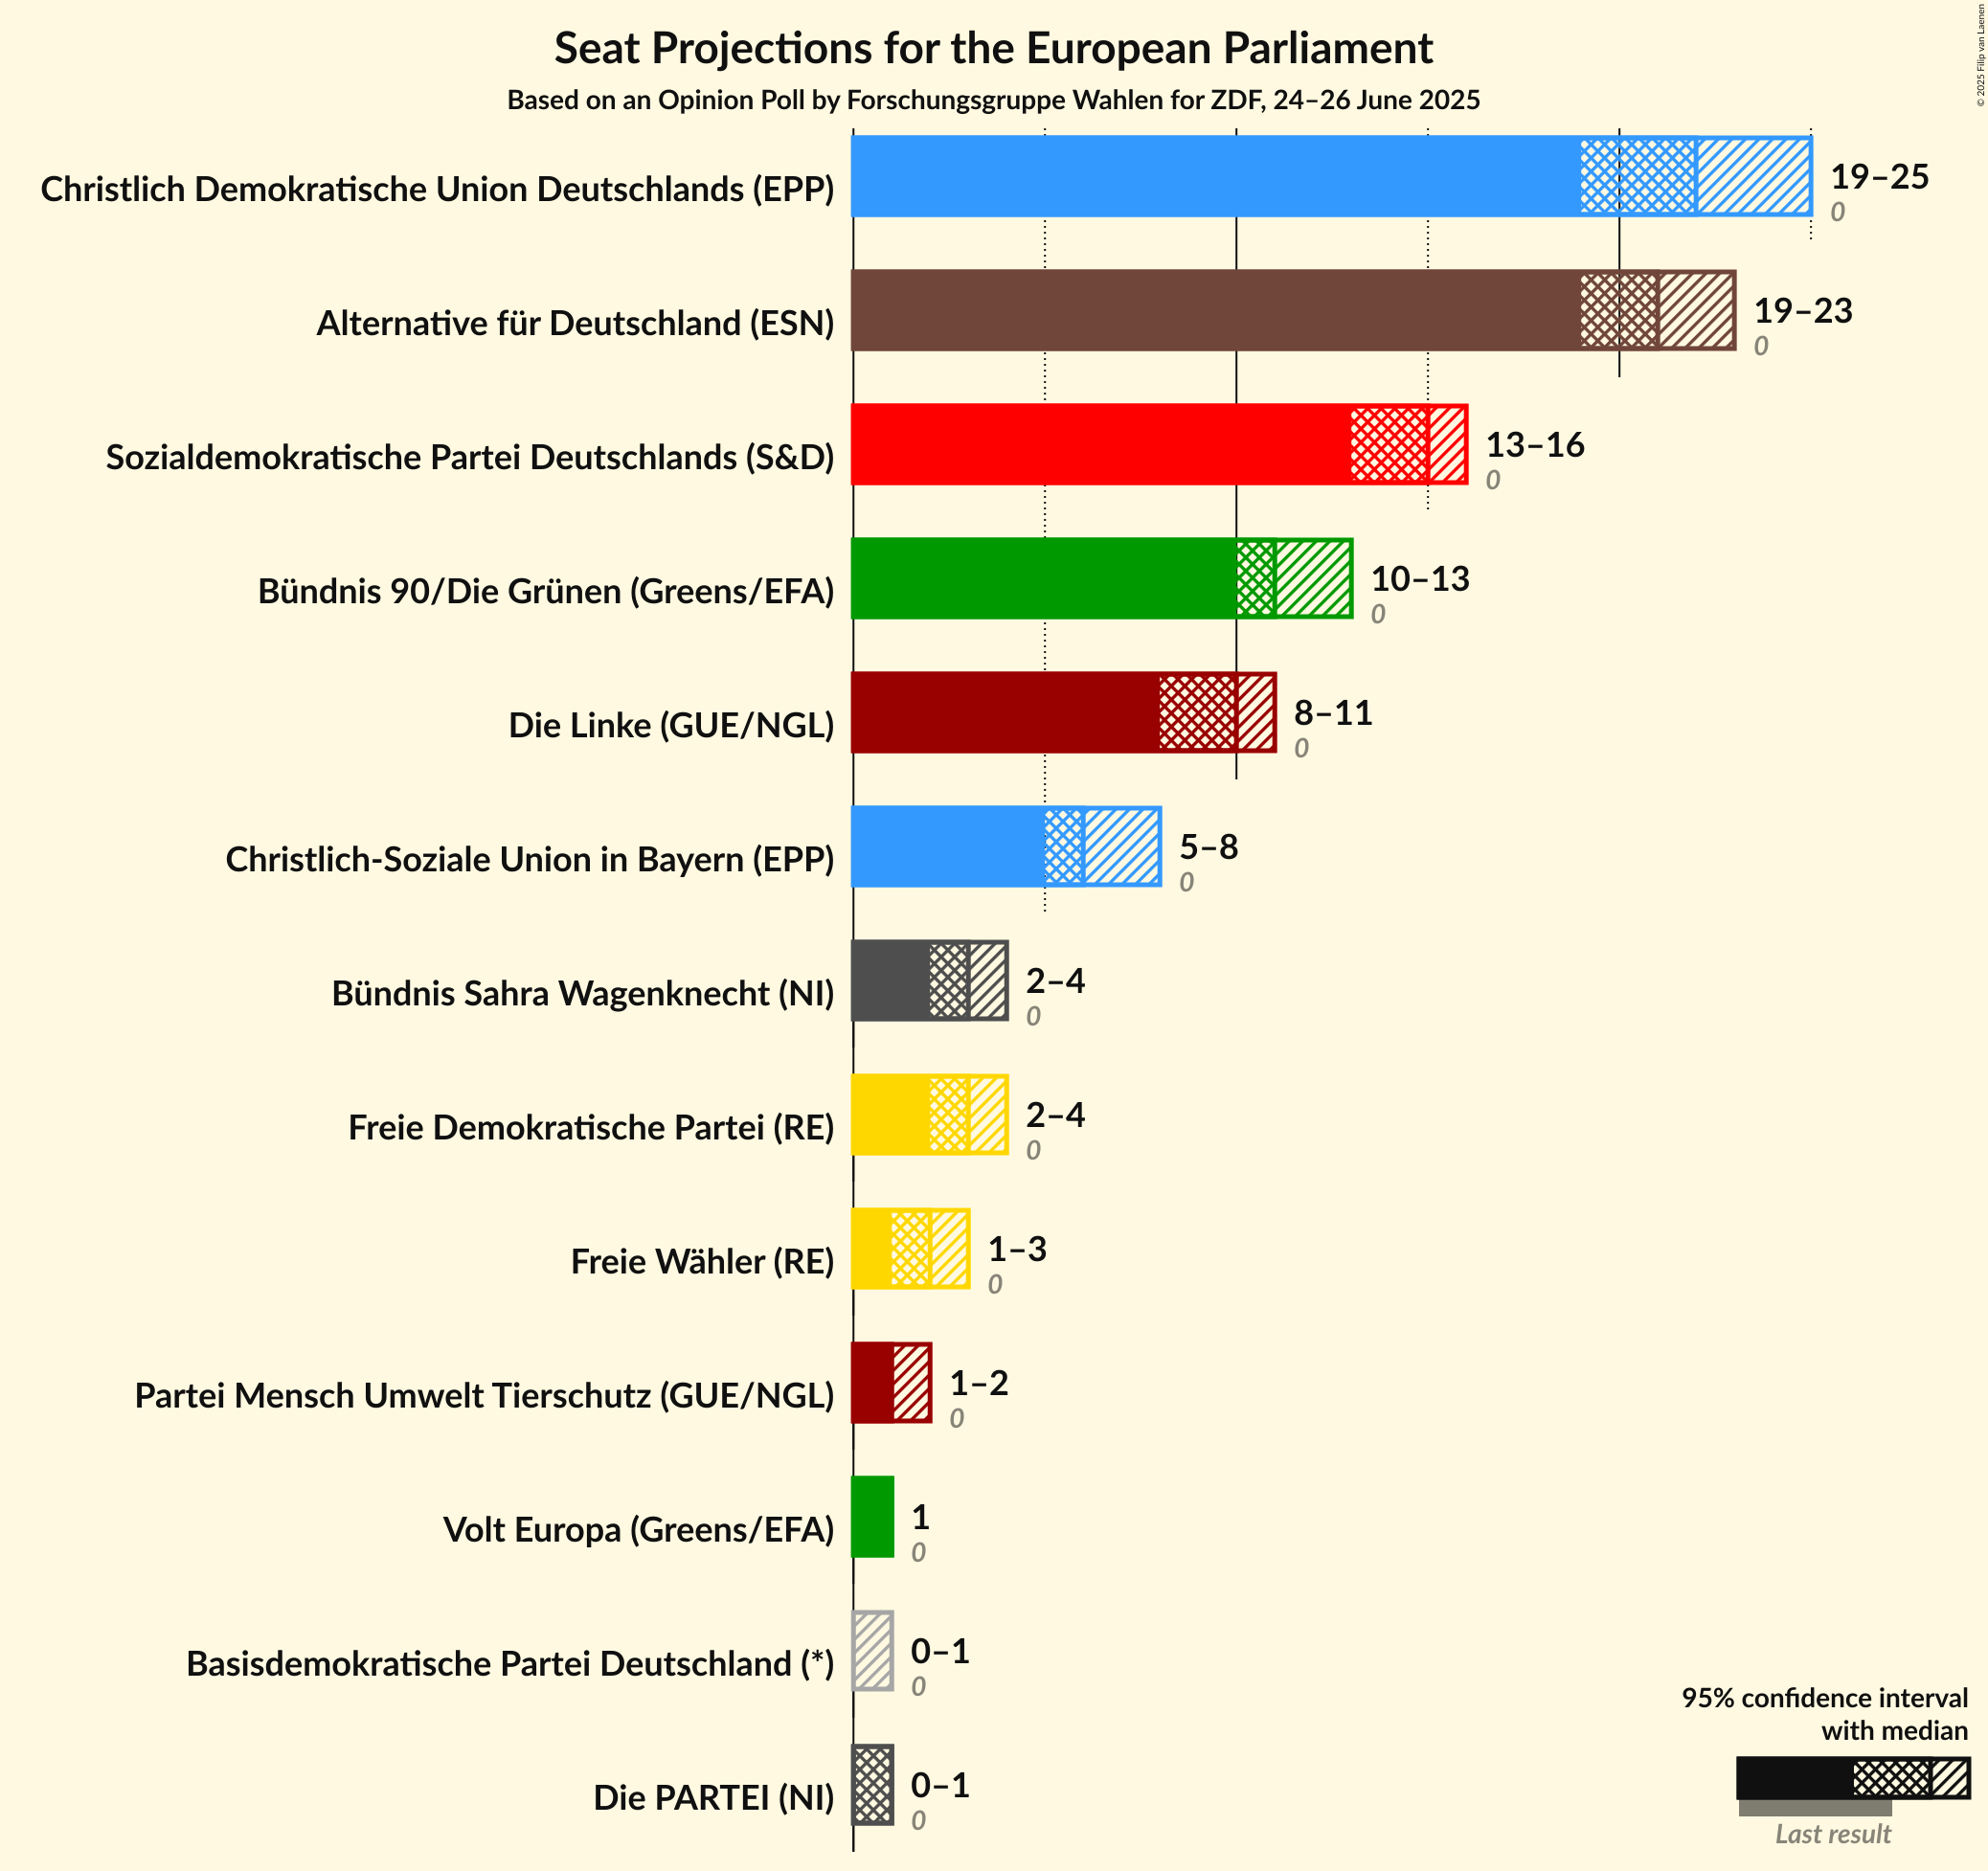 Seat Projections for the European Parliament
Based on an Opinion Poll by Forschungsgruppe Wahlen for ZDF, 24–26 June 2025
© 2025 Filip van Laenen
Christlich Demokratische Union Deutschlands (EPP)
19–25
0
Alternative für Deutschland (ESN)
19–23
0
Sozialdemokratische Partei Deutschlands (S&D)
13–16
0
Bündnis 90/Die Grünen (Greens/EFA)
10–13
0
Die Linke (GUE/NGL)
8–11
0
Christlich-Soziale Union in Bayern (EPP)
5–8
0
Bündnis Sahra Wagenknecht (NI)
2–4
0
Freie Demokratische Partei (RE)
2–4
0
Freie Wähler (RE)
1–3
0
Partei Mensch Umwelt Tierschutz (GUE/NGL)
1–2
0
Volt Europa (Greens/EFA)
1
0
Basisdemokratische Partei Deutschland (*)
0–1
0
Die PARTEI (NI)
0–1
0
95% confidence interval
with median
Last result